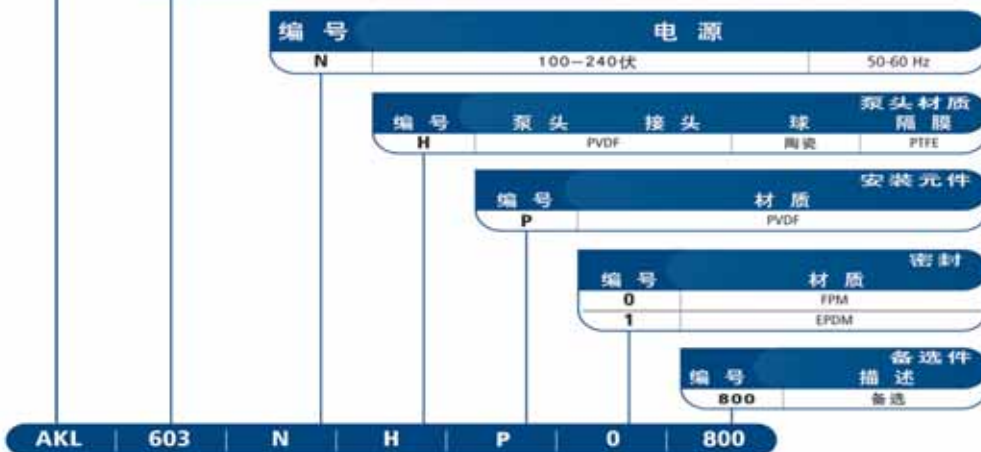 编号 电源
N 100-240伏 50-60 Hz
泵头材质
编号 泵头 接头 球 隔膜
H PVDF 陶瓷 PTFE
安装元件
编号 材质
P PVDF
密封
编号 材质
0 FPM
1 EPDM
备选件
编号 描述
800 备选
AKL 603 N H P 0 800